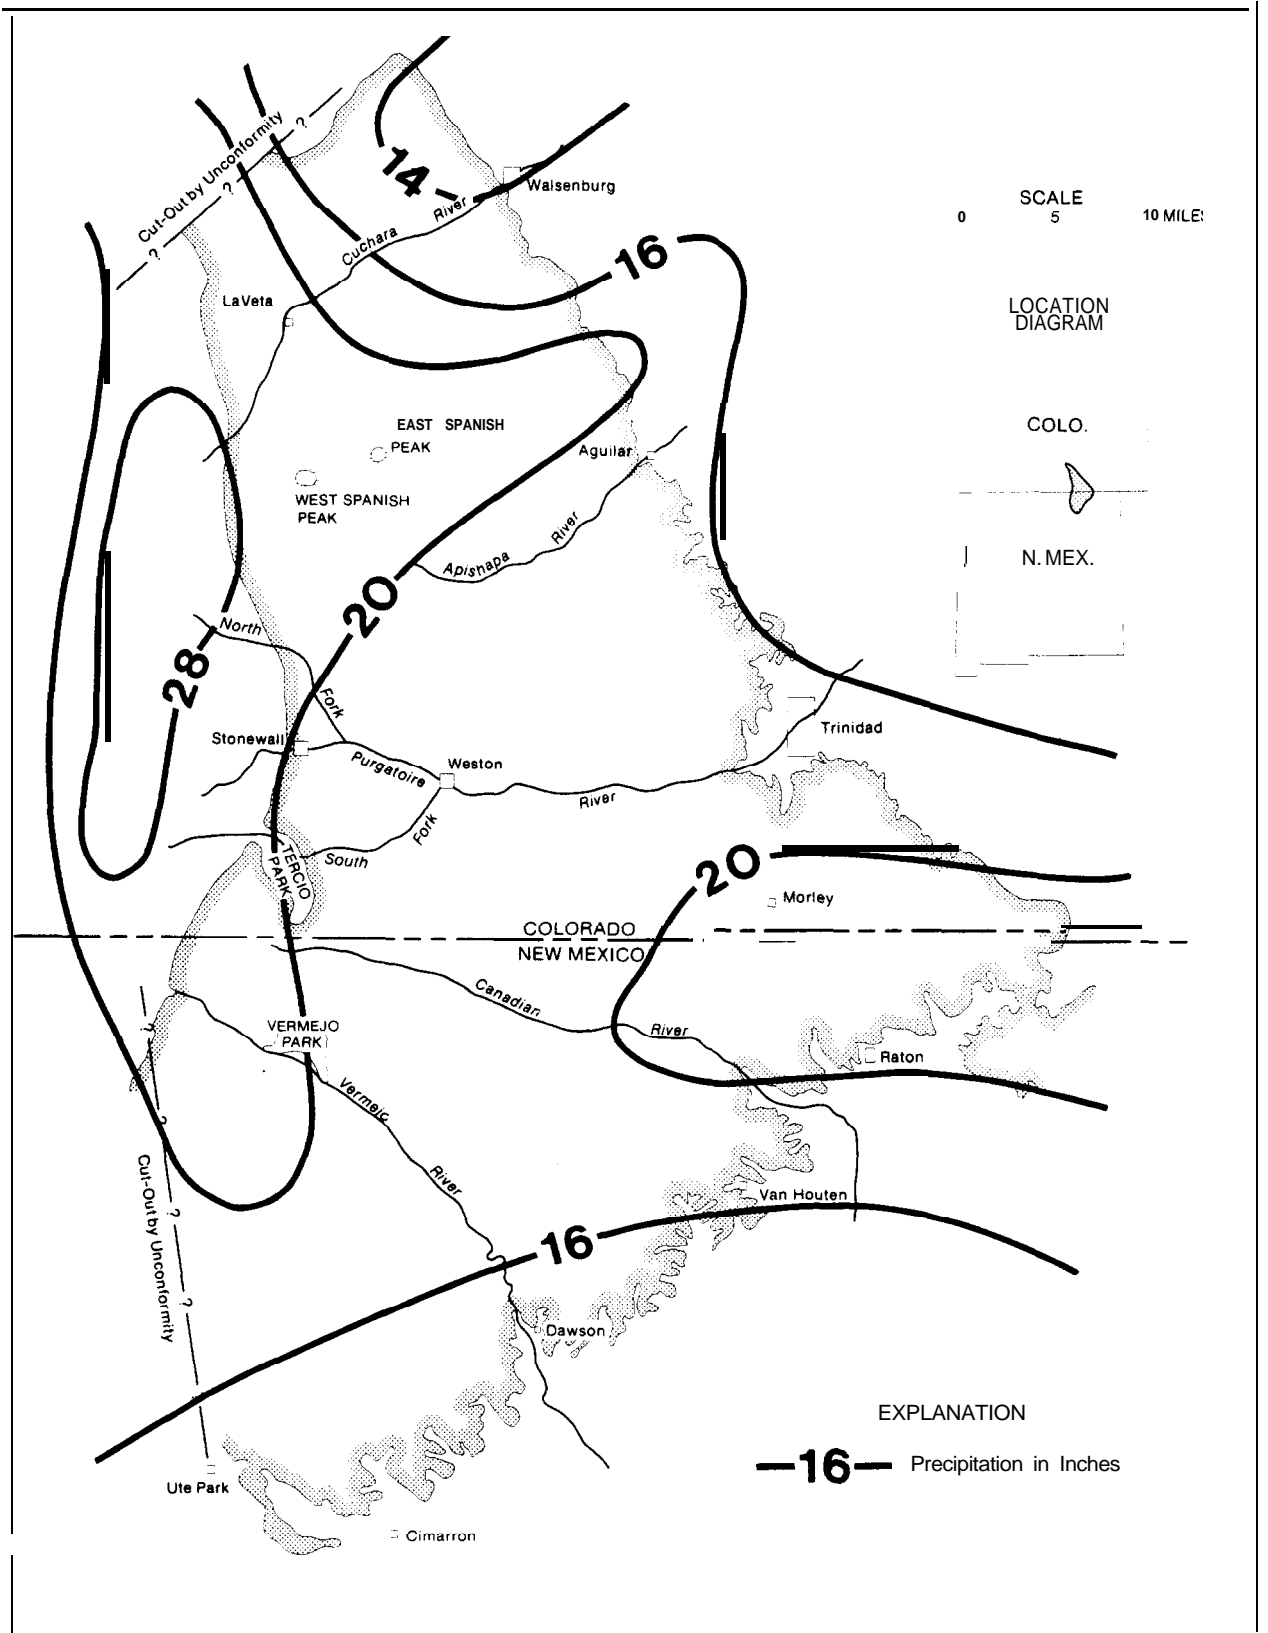 Cut-Out by Unconformity
?
?
?
14
Walsenburg
River
Cuchara
SCALE
0 5 10 MILES
16
LaVeta
LOCATION
DIAGRAM
EAST SPANISH
PEAK
COLO.
Aguilar
WEST SPANISH
PEAK
River
Apishapa
N. MEX.
20
North
28
Fork
Stonewall
Trinidad
Purgatoire
Weston
River
Fork
South
TERCIO
PARK
20
Morley
COLORADO
NEW MEXICO
Canadian
River
VERMEJO
PARK
?
Raton
Vermejo
?
River
Van Houten
Cut-Out by Unconformity
?
16
?
Dawson
EXPLANATION
16 Precipitation in Inches
Ute Park
Cimarron